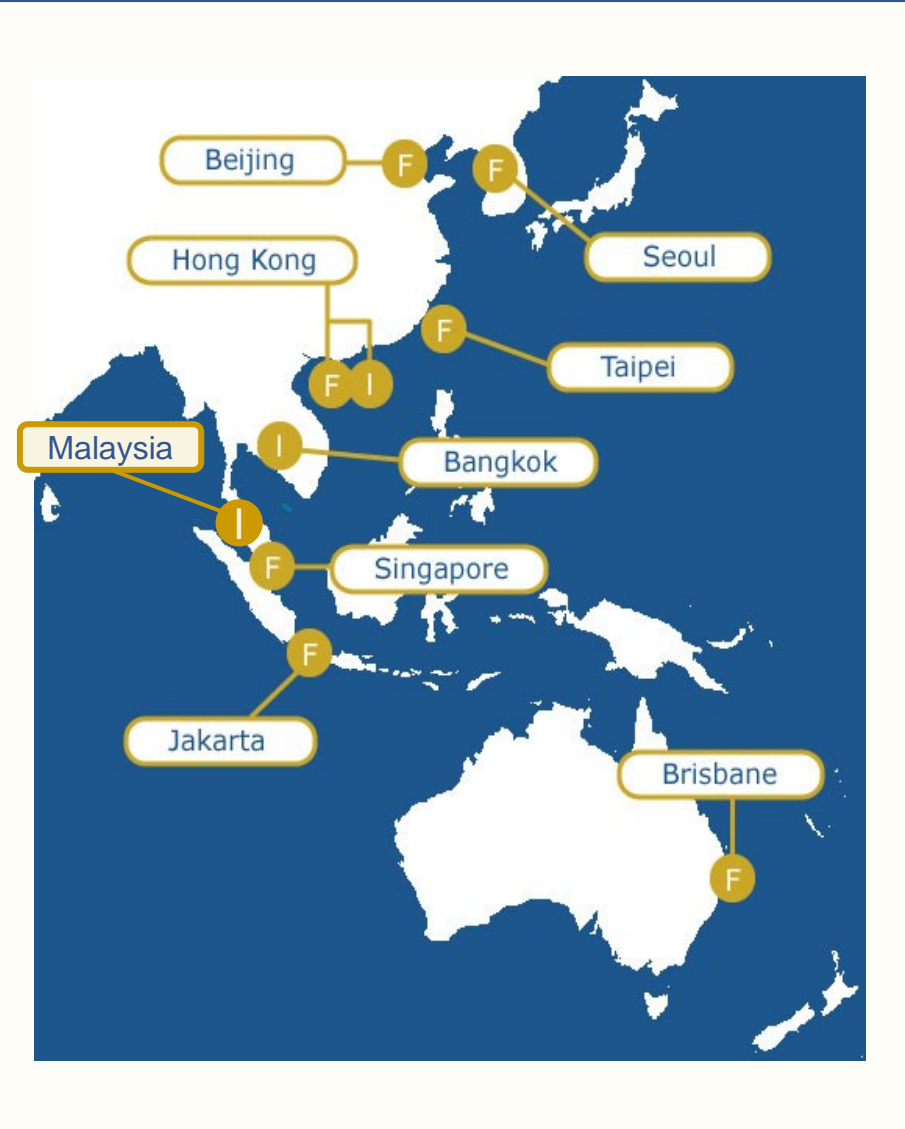 Beijing
F
F
Seoul
Hong Kong
F
Taipei
F
I
Malaysia
I
Bangkok
I
F
Singapore
F
Jakarta
Brisbane
F